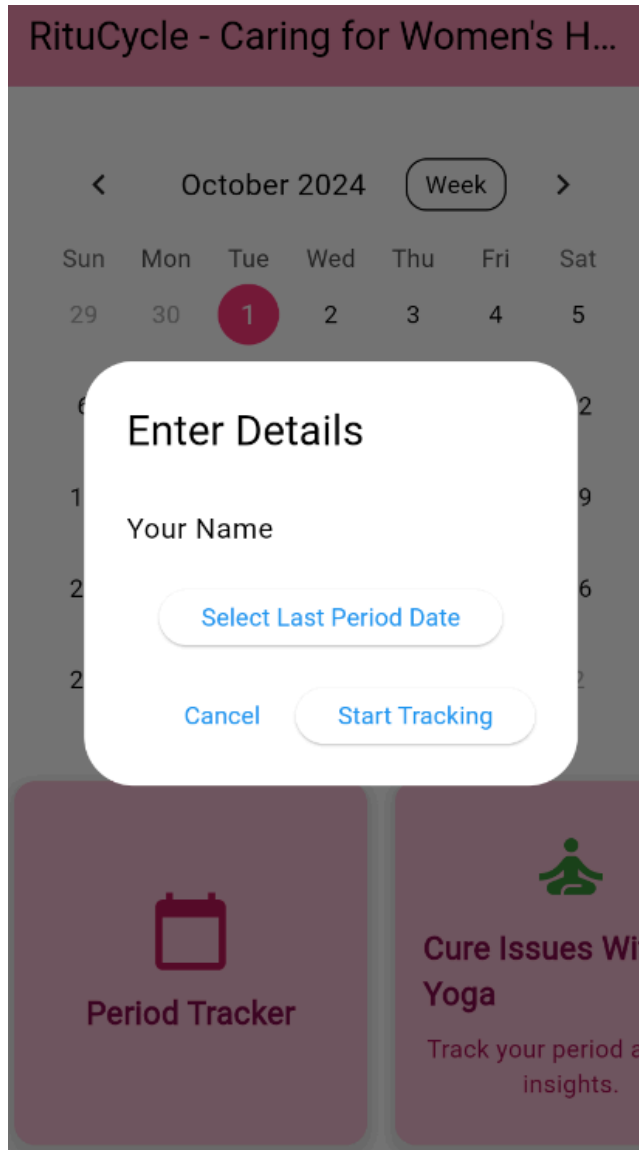 RituCycle - Caring for Women's H...
October 2024 Week
Sun Mon Tue Wed Thu Fri Sat
29 30 1 2 3 4 5
Enter Details
Your Name
Select Last Period Date
Cancel Start Tracking
Period Tracker
Cure Issues
Yoga
Track your period
insights.